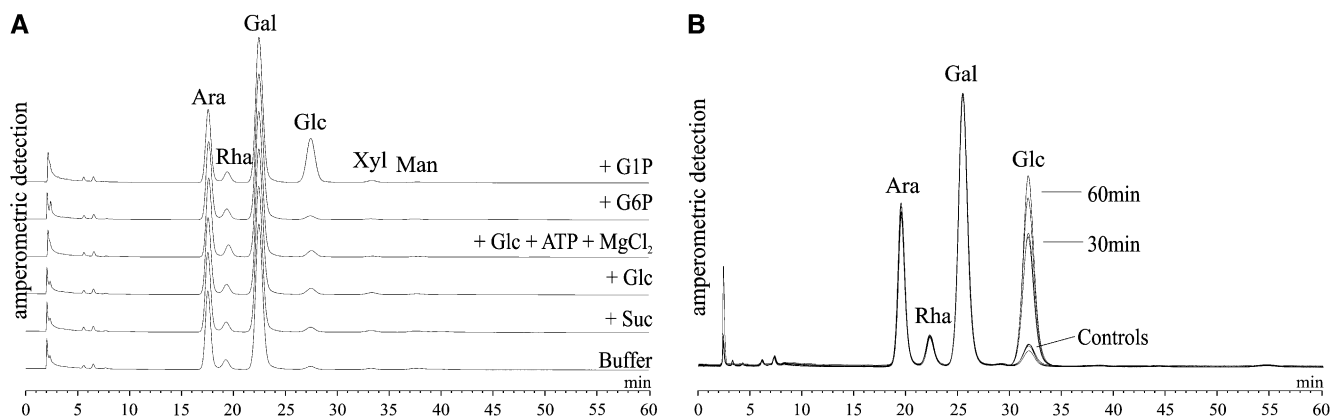 A
amperometric detection
Gal
Ara
Rha
Glc
Xyl Man
+ G1P
+ G6P
+ Glc + ATP + MgCl₂
+ Glc
+ Suc
Buffer
min
0 5 10 15 20 25 30 35 40 45 50 55 60
B
amperometric detection
Gal
Ara
Rha
Glc
60min
30min
Controls
min
0 5 10 15 20 25 30 35 40 45 50 55 60